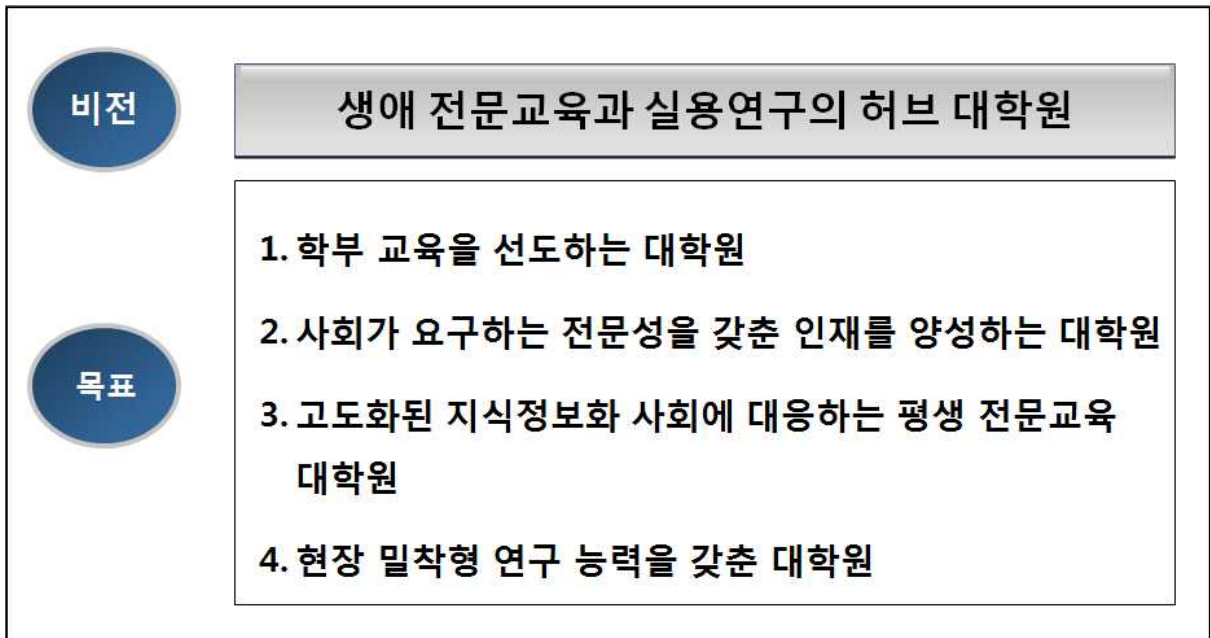 비전
생애 전문교육과 실용연구의 허브 대학원
목표
1. 학부 교육을 선도하는 대학원
2. 사회가 요구하는 전문성을 갖춘 인재를 양성하는 대학원
3. 고도화된 지식정보화 사회에 대응하는 평생 전문교육
대학원
4. 현장 밀착형 연구 능력을 갖춘 대학원